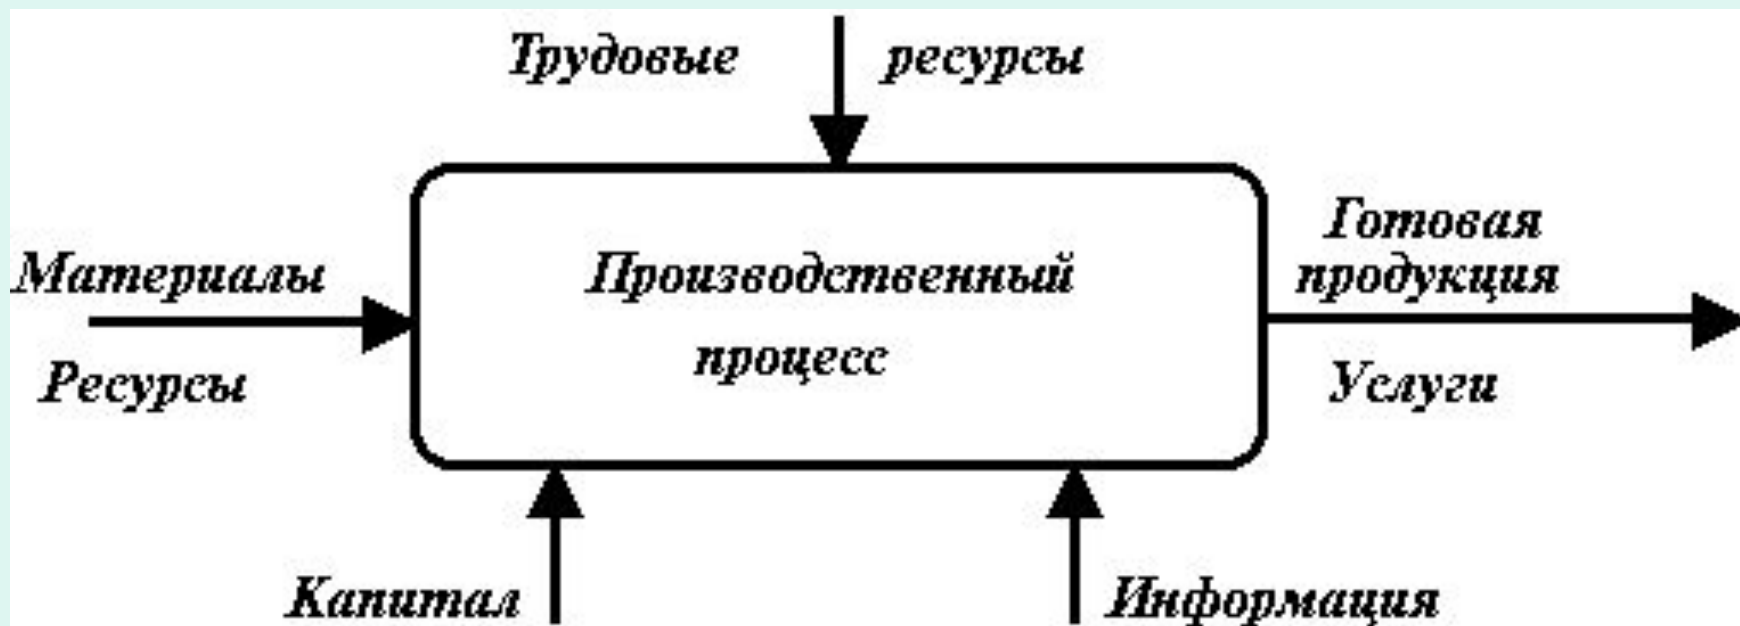 Трудовые ресурсы
Материалы
Ресурсы
Производственный
процесс
Готовая
продукция
Услуги
Капитал
Информация